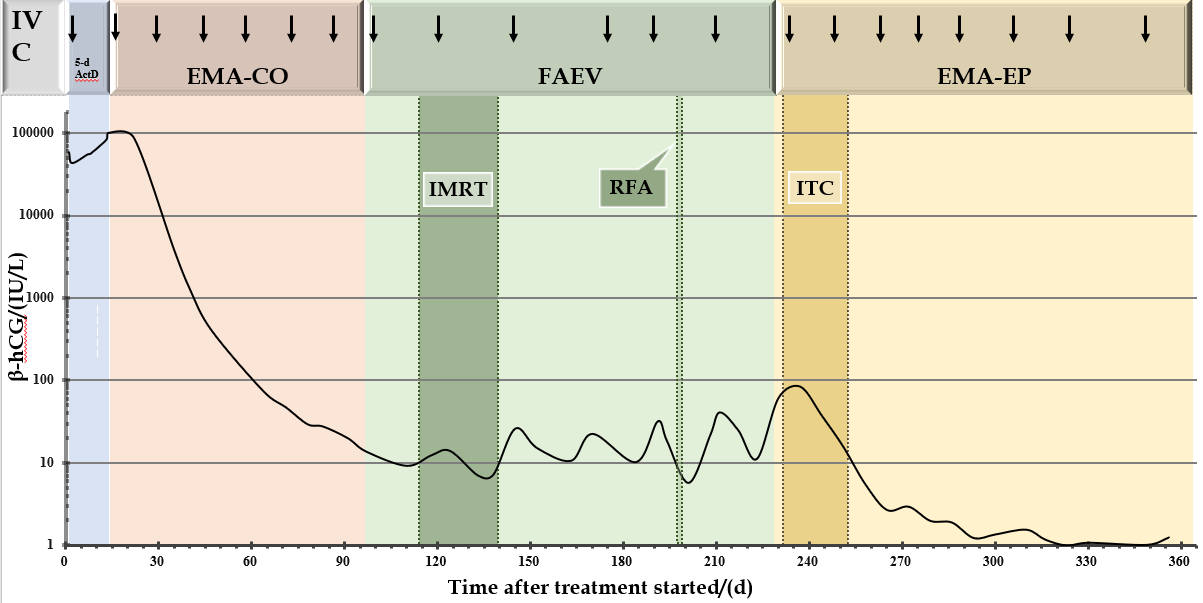 IV
C
5-d
ActD
EMA-CO
FAEV
EMA-EP
100000
10000
1000
100
10
1
β-hCG/(IU/L)
IMRT
RFA
ITC
0 30 60 90 120 150 180 210 240 270 300 330 360
Time after treatment started/(d)